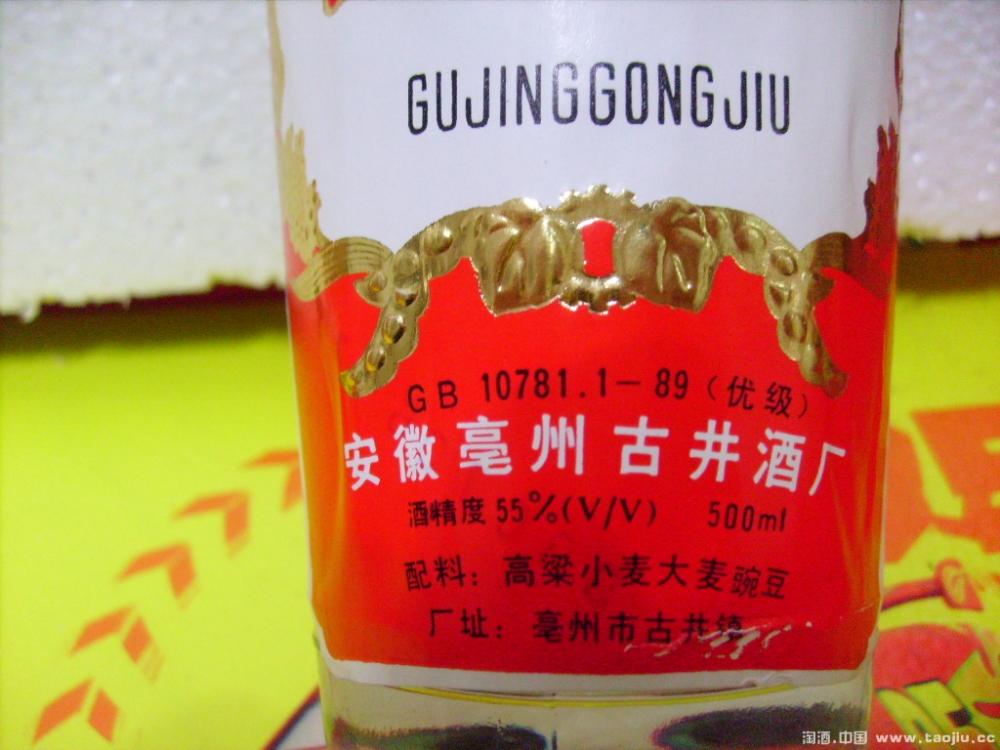 GUJINGGONGJIU
GB 10781.1-89(优级)
安徽亳州古井酒厂
酒精度55%(V/V) 500ml
配料：高粱小麦大麦豌豆
厂址：亳州市古井镇
淘酒.中国 www.taojiu.cc